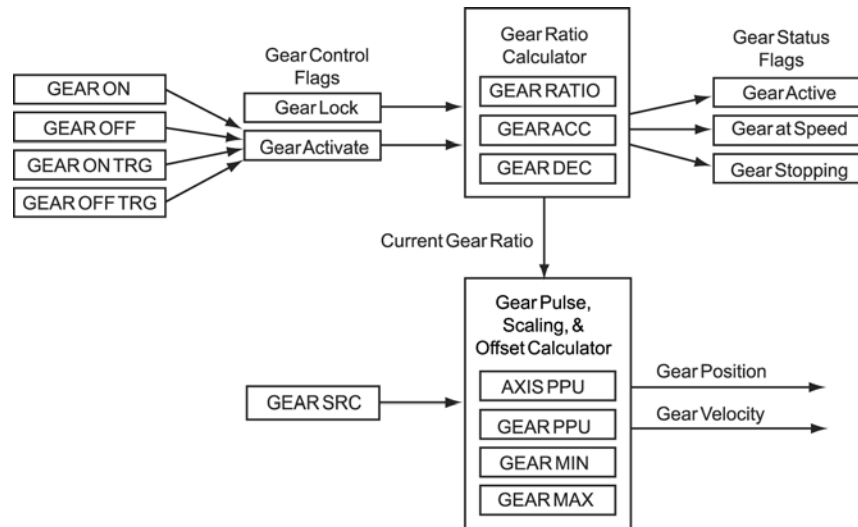 Gear Control
Flags
GEAR ON
GEAR OFF
GEAR ON TRG
GEAR OFF TRG
Gear Lock
Gear Activate
Gear Ratio
Calculator
GEAR RATIO
GEAR ACC
GEAR DEC
Gear Status
Flags
Gear Active
Gear at Speed
Gear Stopping
Current Gear Ratio
Gear Pulse,
Scaling, &
Offset Calculator
GEAR SRC
AXIS PPU
GEAR PPU
GEAR MIN
GEAR MAX
Gear Position
Gear Velocity